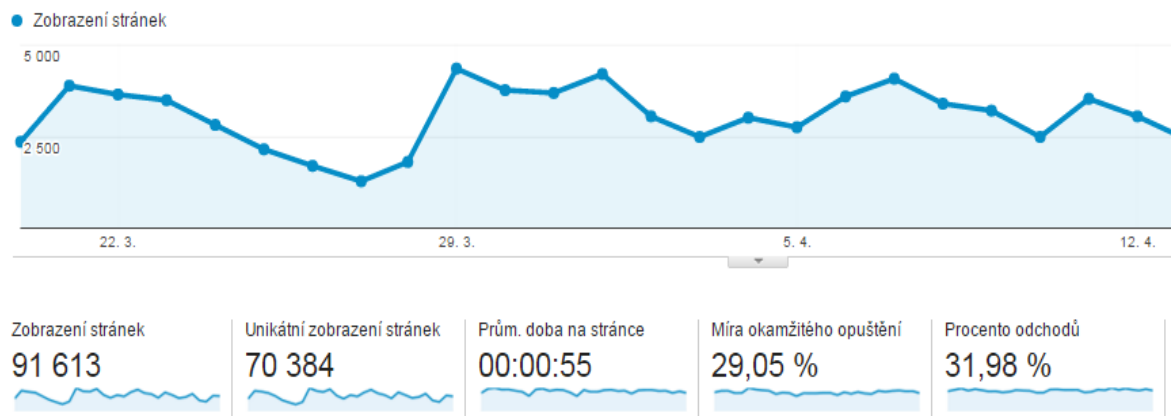 Zobrazení stránek
5 000
2 500
22. 3.
29. 3.
5. 4.
12. 4.
Zobrazení stránek
91 613
Unikátní zobrazení stránek
70 384
Prům. doba na stránce
00:00:55
Míra okamžitého opuštění
29,05 %
Procento odchodů
31,98 %